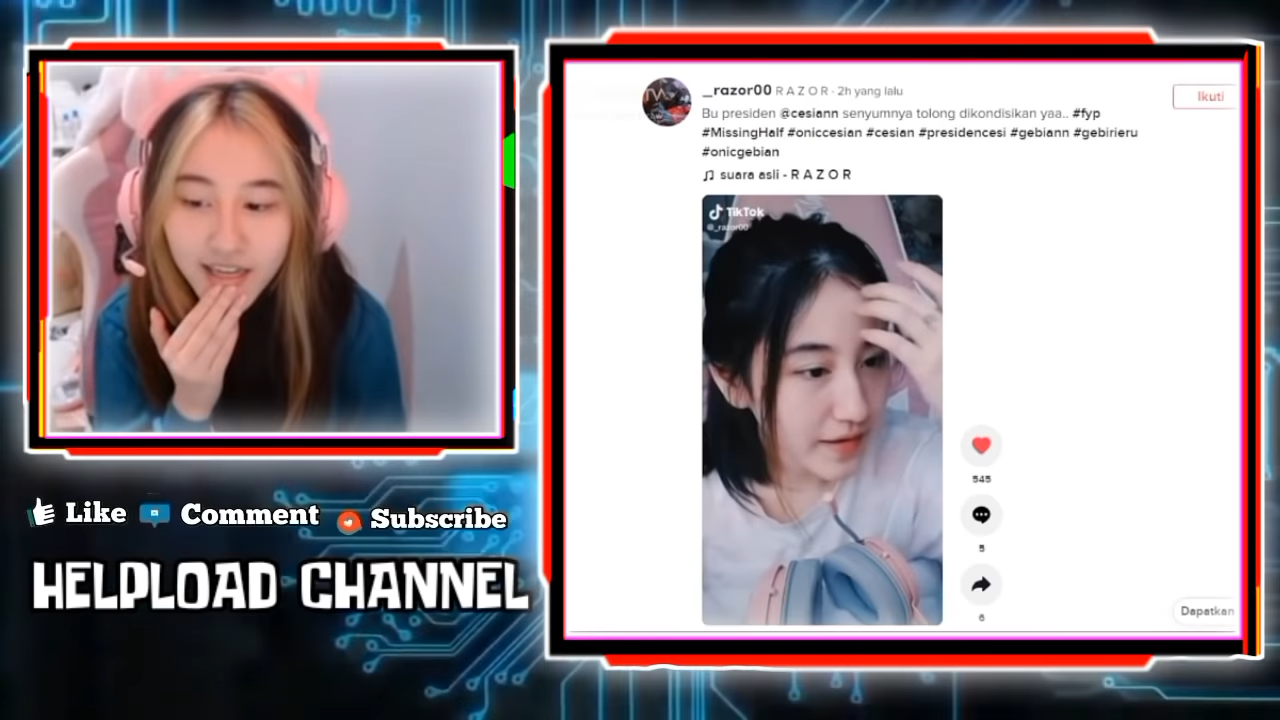 _razor00 R A Z O R · 2h yang lalu
Ikuti
Bu presiden @cesiann senyumnya tolong dikondisikan yaa.. #fyp
#MissingHalf #oniccesian #cesian #presidencesi #gebiann #gebirieru
#onicgebian
suara asli - R A Z O R
TikTok
@_razor00
545
5
6
Dapatkan
Like Comment Subscribe
HELPLOAD CHANNEL